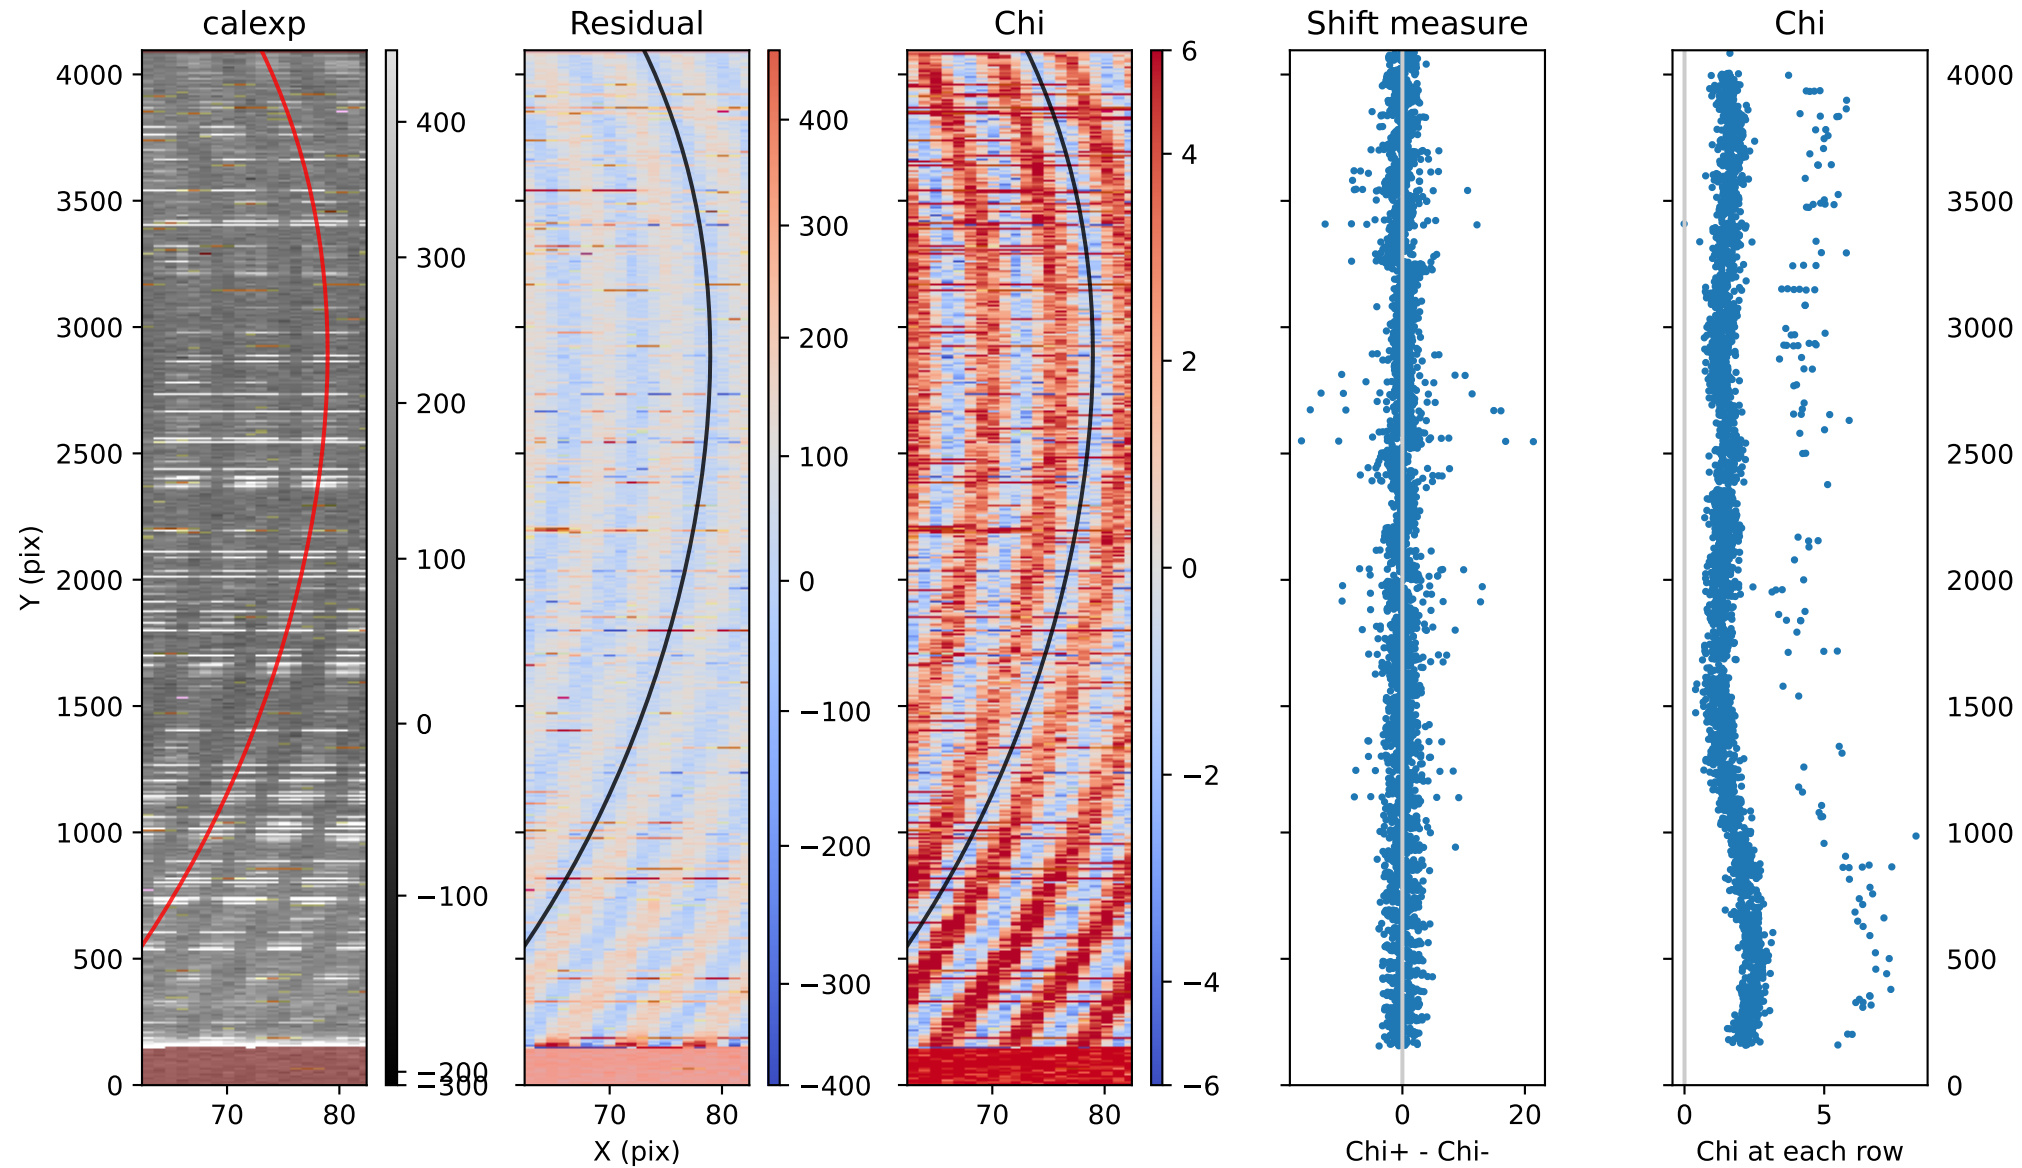 calexp Residual Chi Shift measure Chi
4000 400 400 6 4000
4
3500 300 300 3500
3000 200 200 2 3000
2500 200 100 2500
Y (pix) 2000 100 0 0 2000
1500 0 −100 −2 1500
1000 −100 −200 1000
500 −300 −4 500
0 −200 −300 −400 −6 0
70 80 70 80 70 80 0 20 0 5
X (pix) Chi+ - Chi- Chi at each row